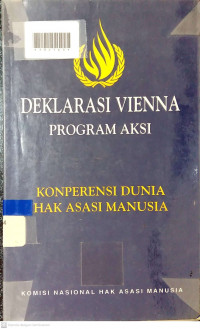 DEKLARASI VIENNA
PROGRAM AKSI
KONPERENSI DUNIA
HAK ASASI MANUSIA
KOMISI NASIONAL HAK ASASI MANUSIA